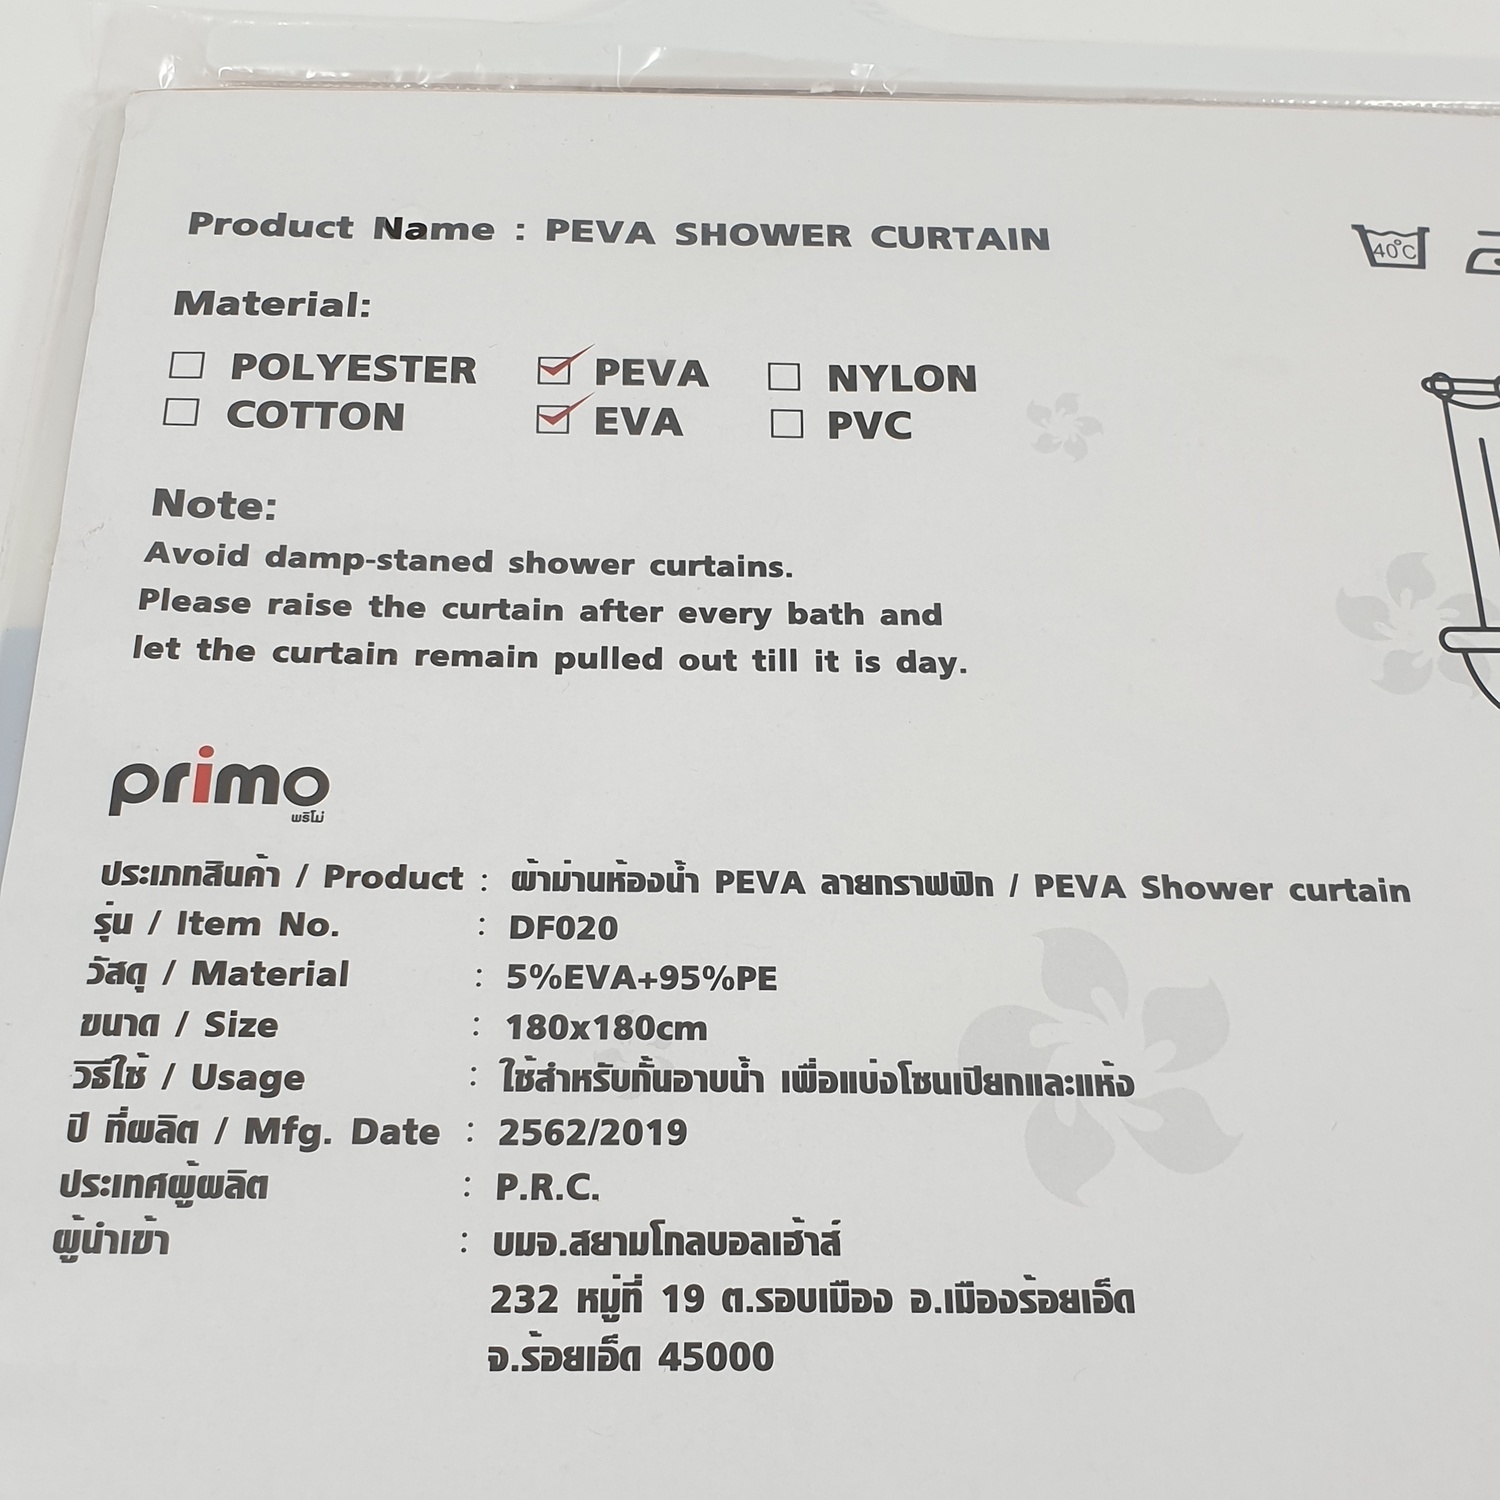 Product Name : PEVA SHOWER CURTAIN
40°C
Material:
POLYESTER PEVA NYLON
COTTON EVA PVC
Note:
Avoid damp-staned shower curtains.
Please raise the curtain after every bath and
let the curtain remain pulled out till it is day.
primo
พรีโม่
ประเภทสินค้า / Product : ผ้าม่านห้องน้ำ PEVA ลายกราฟฟิก / PEVA Shower curtain
รุ่น / Item No. : DF020
วัสดุ / Material : 5%EVA+95%PE
ขนาด / Size : 180x180cm
วิธีใช้ / Usage : ใช้สำหรับกั้นอาบน้ำ เพื่อแบ่งโซนเปียกและแห้ง
ปี ที่ผลิต / Mfg. Date : 2562/2019
ประเทศผู้ผลิต : P.R.C.
ผู้นำเข้า : บมจ.สยามโกลบอลเฮ้าส์
232 หมู่ที่ 19 ต.รอบเมือง อ.เมืองร้อยเอ็ด
จ.ร้อยเอ็ด 45000